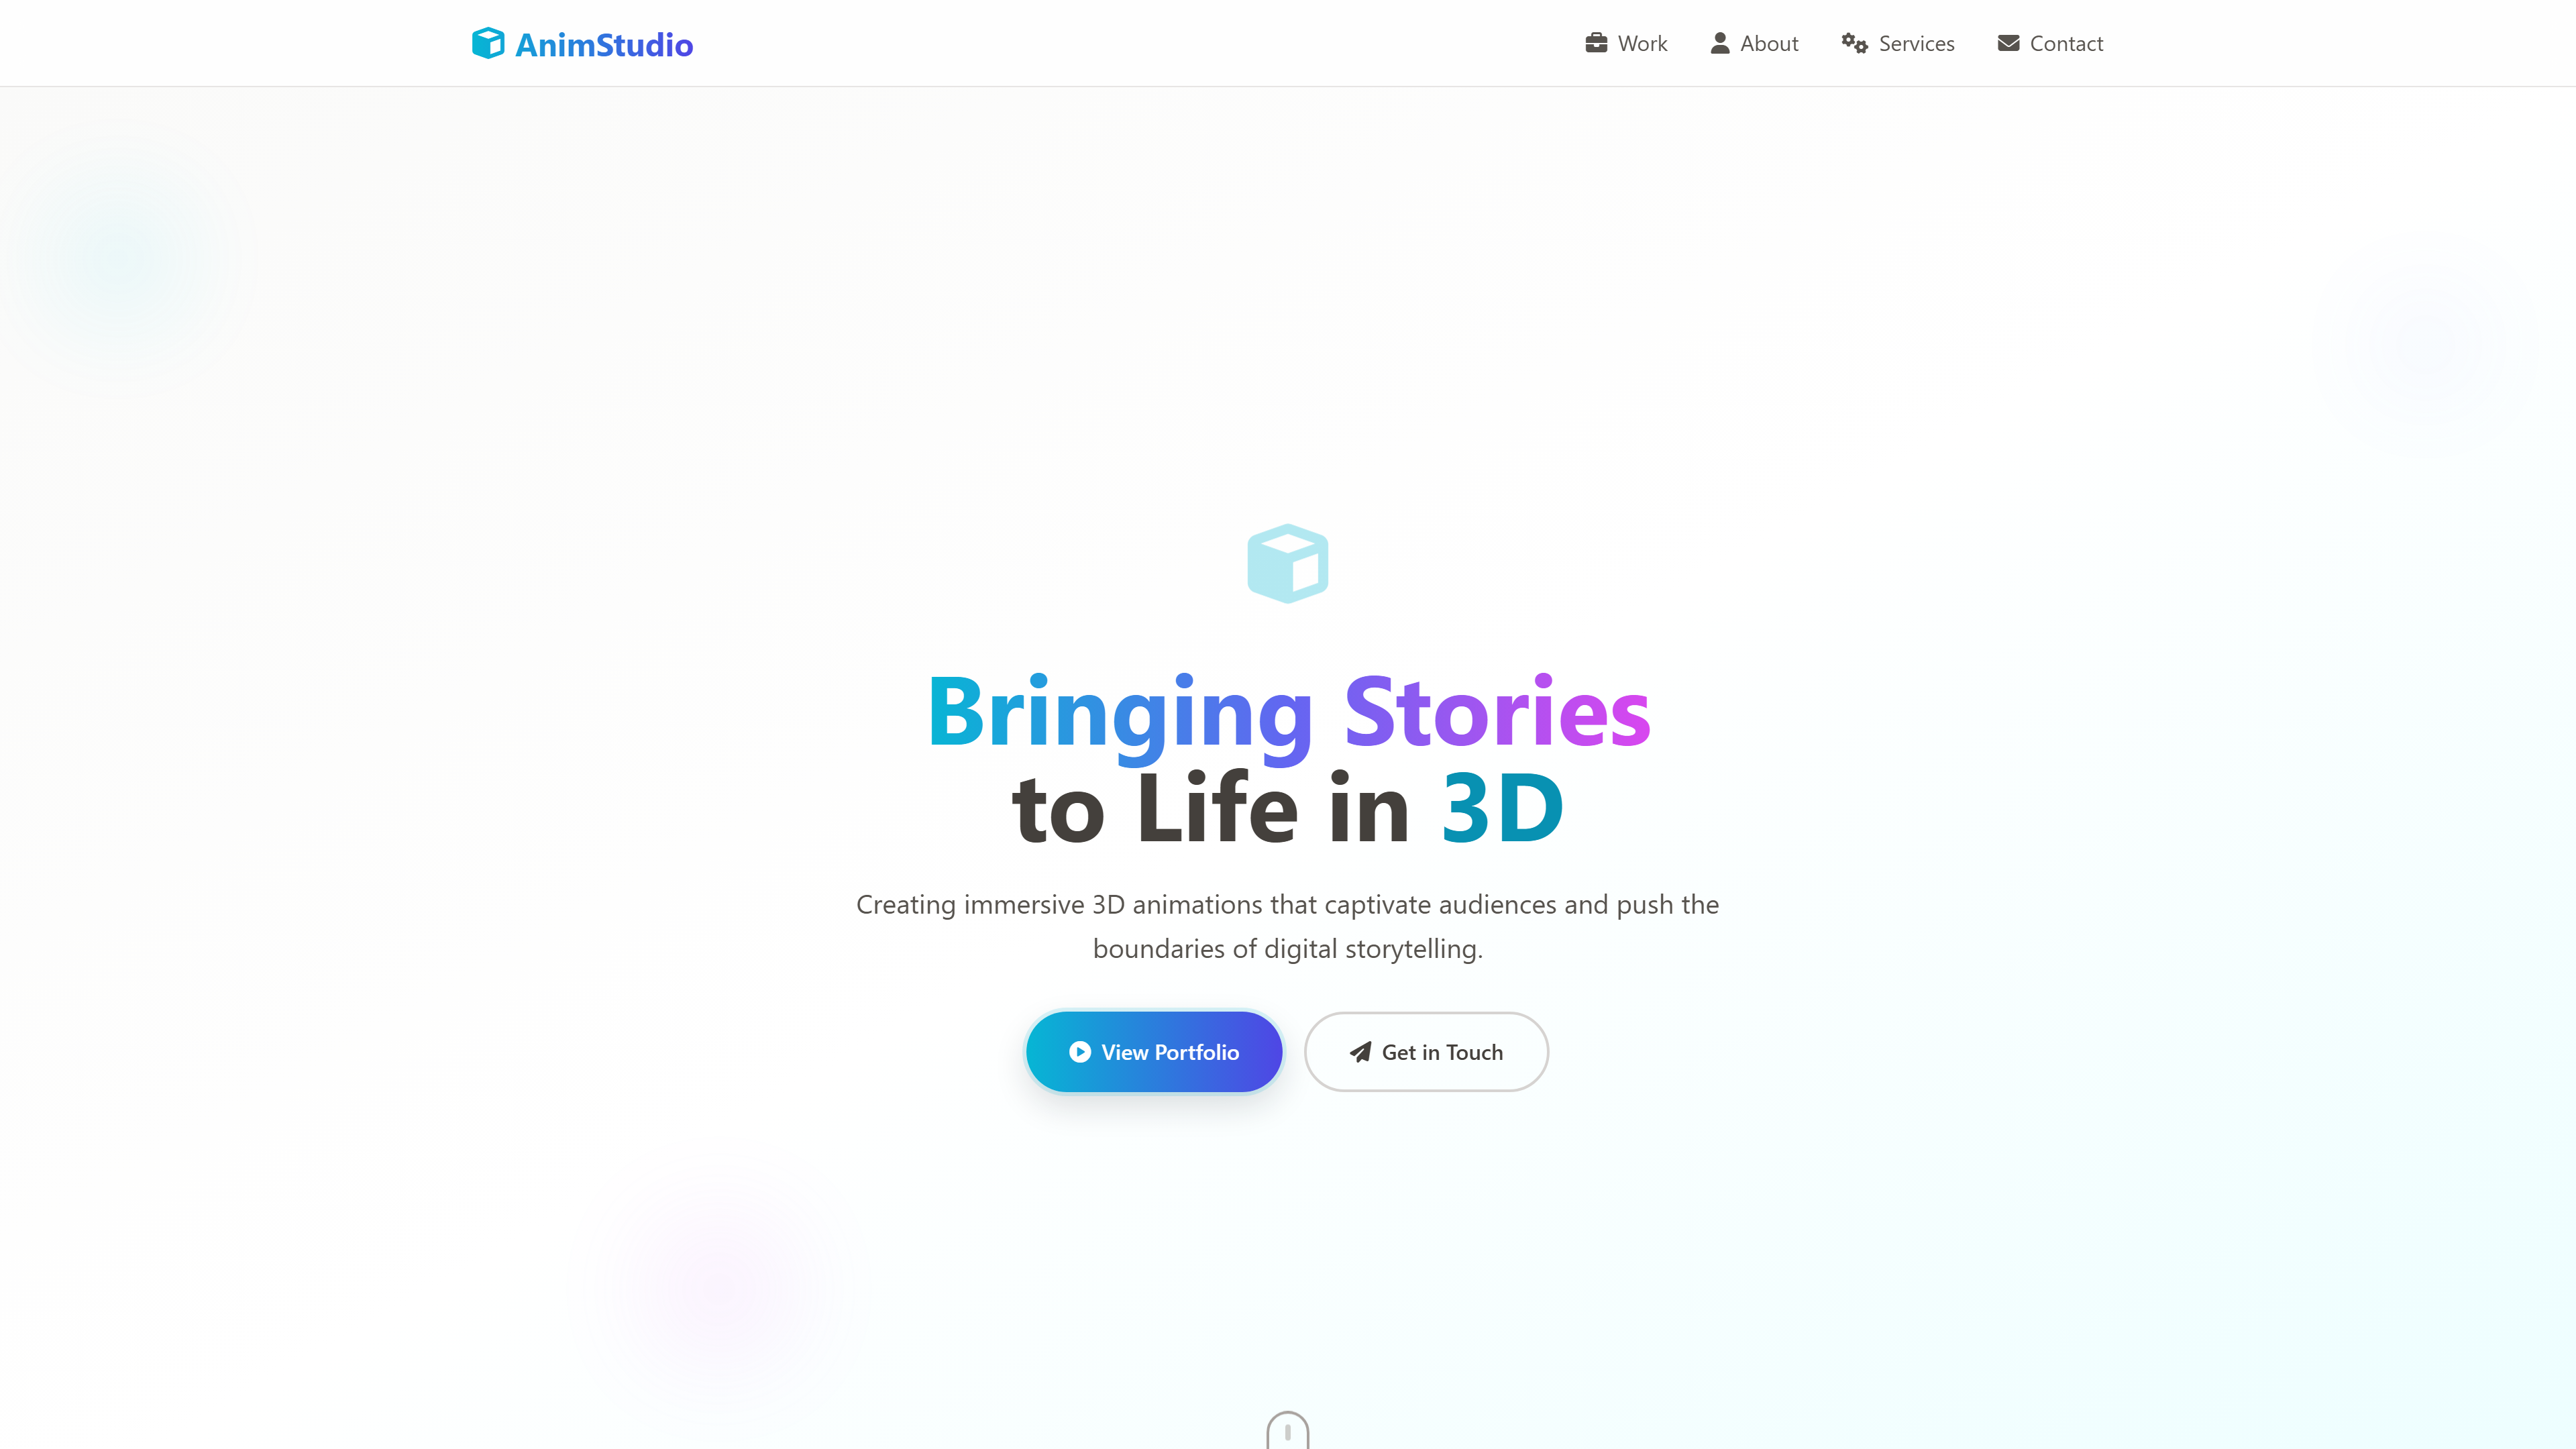 AnimStudio
Work
About
Services
Contact
Bringing Stories
to Life in 3D
Creating immersive 3D animations that captivate audiences and push the
boundaries of digital storytelling.
View Portfolio
Get in Touch